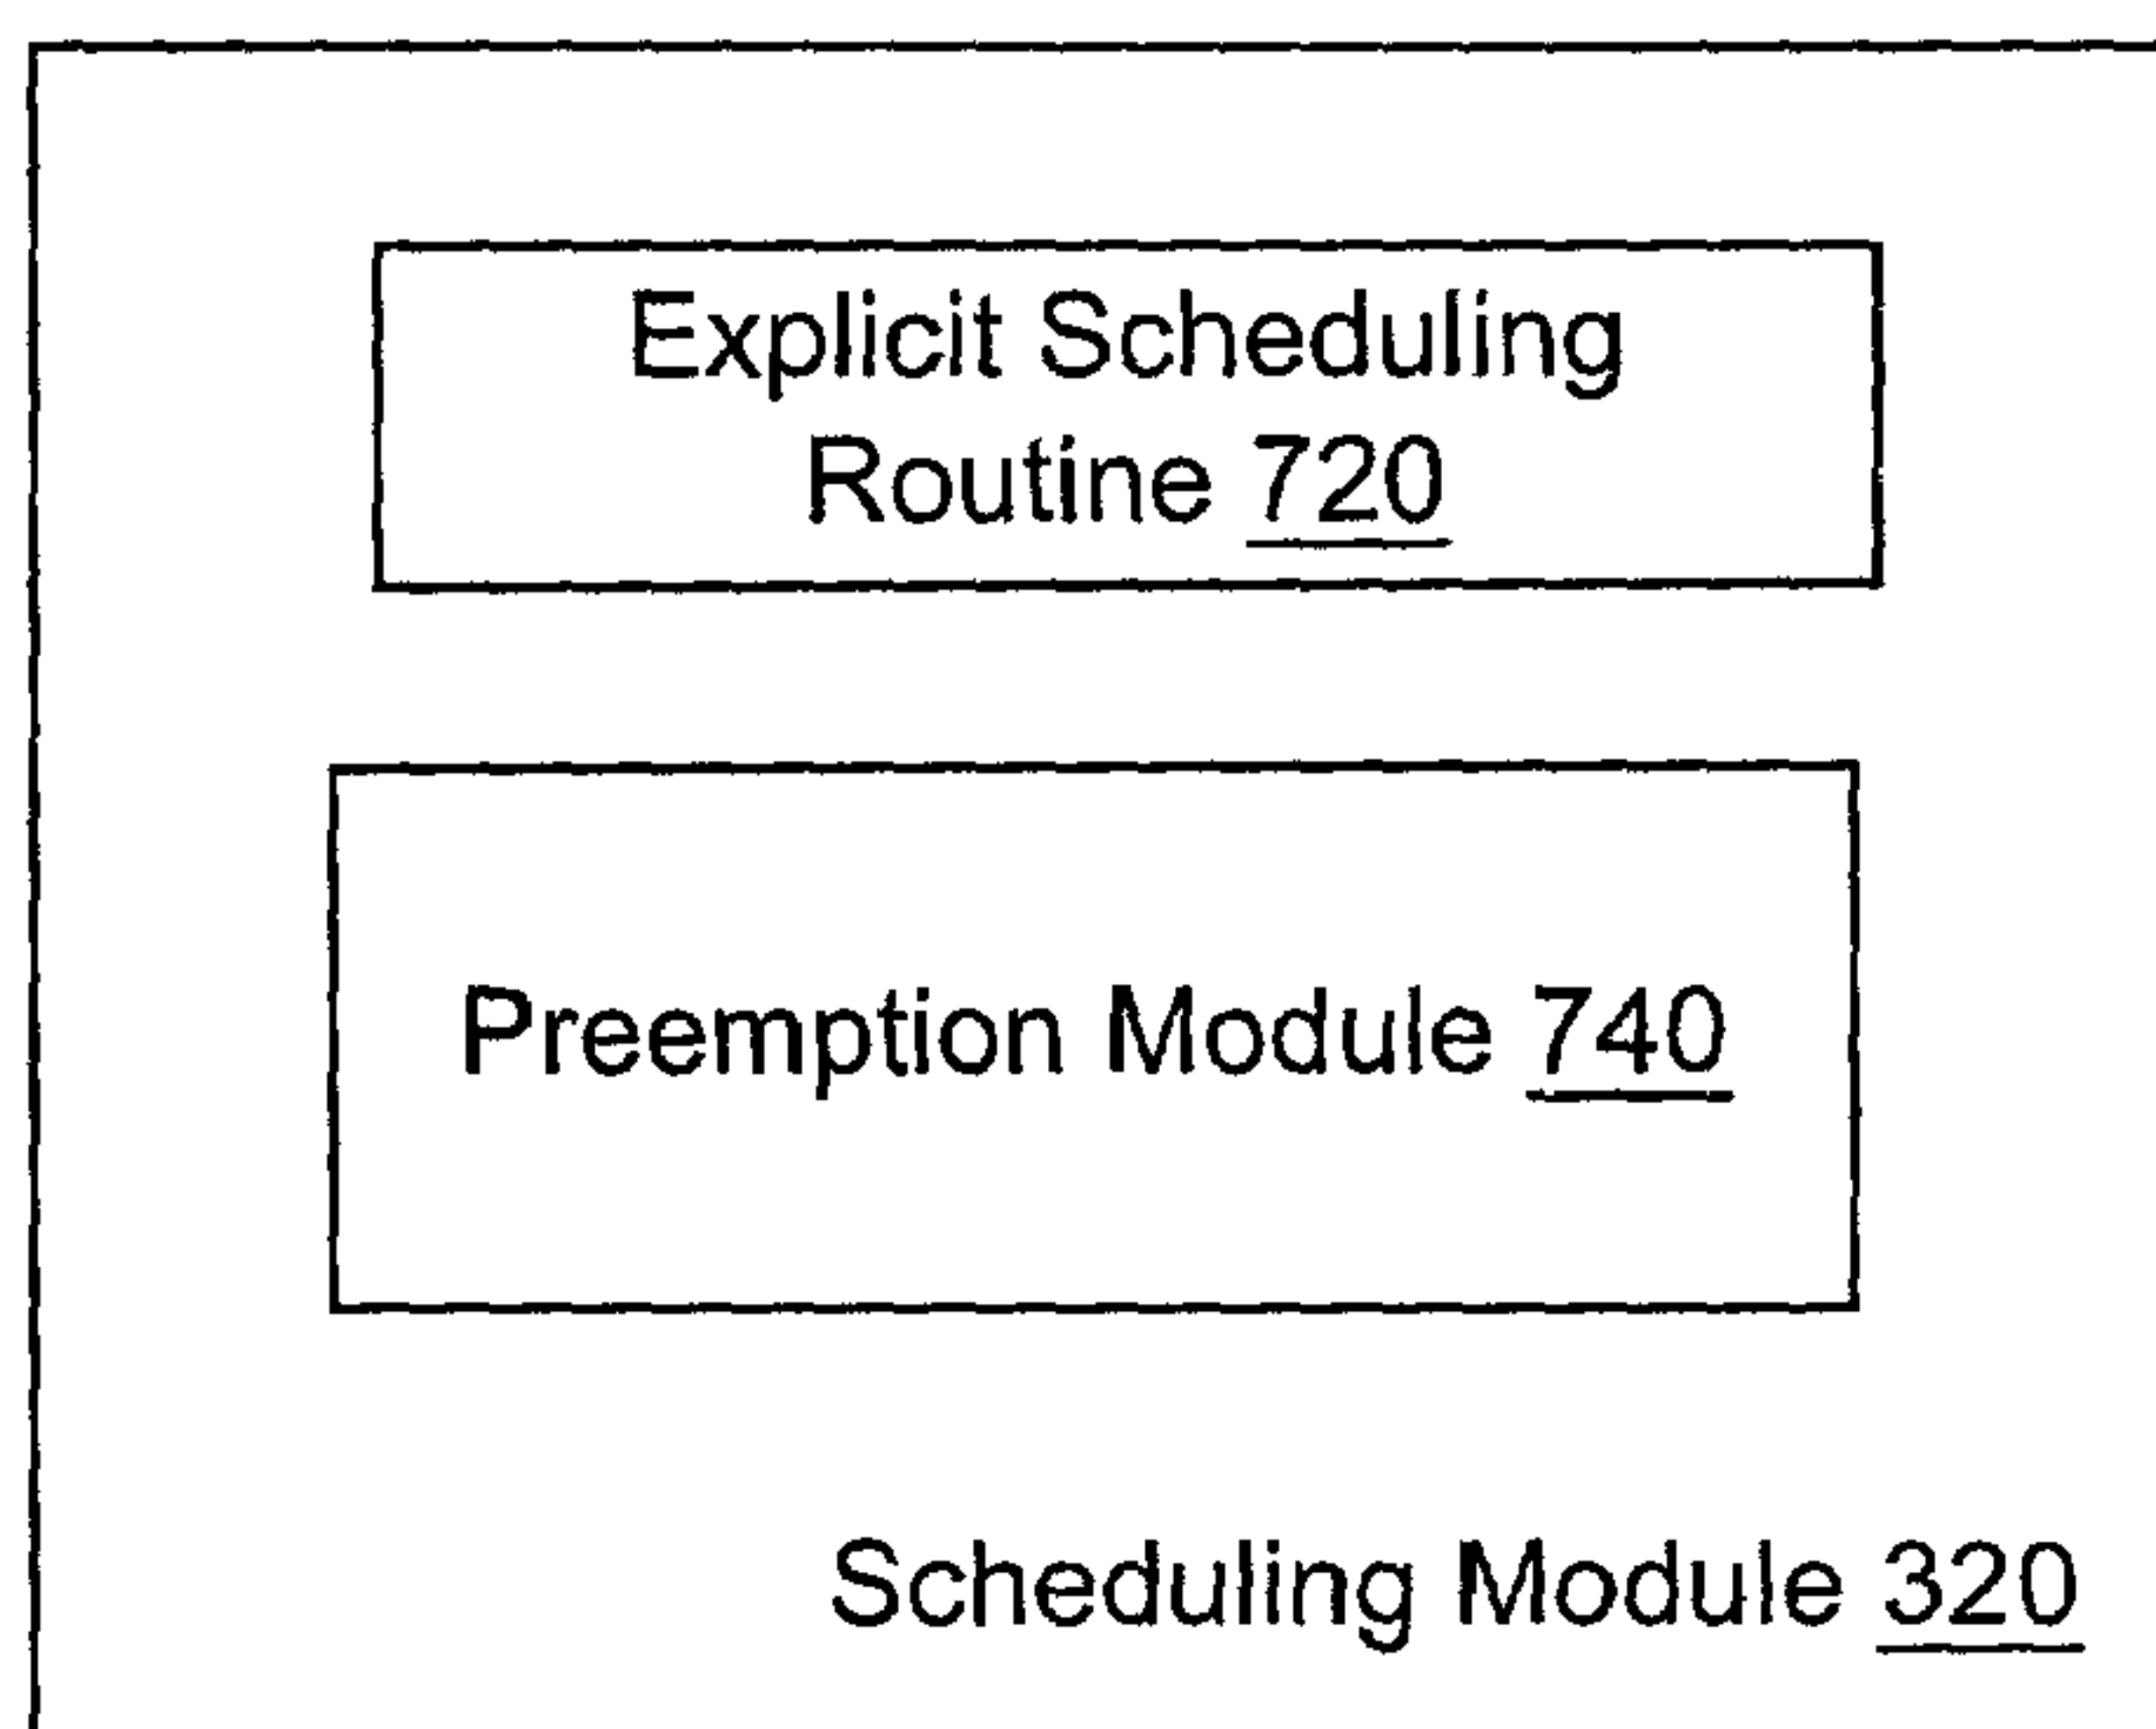 Explicit Scheduling
Routine 720
Preemption Module 740
Scheduling Module 320